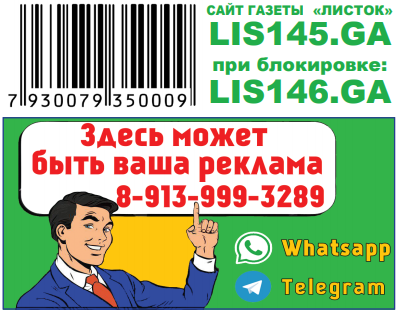 САЙТ ГАЗЕТЫ «ЛИСТОК»
LIS145.GA
при блокировке:
LIS146.GA
7 930079 350009
Здесь может
быть ваша реклама
8-913-999-3289
Whatsapp
Telegram